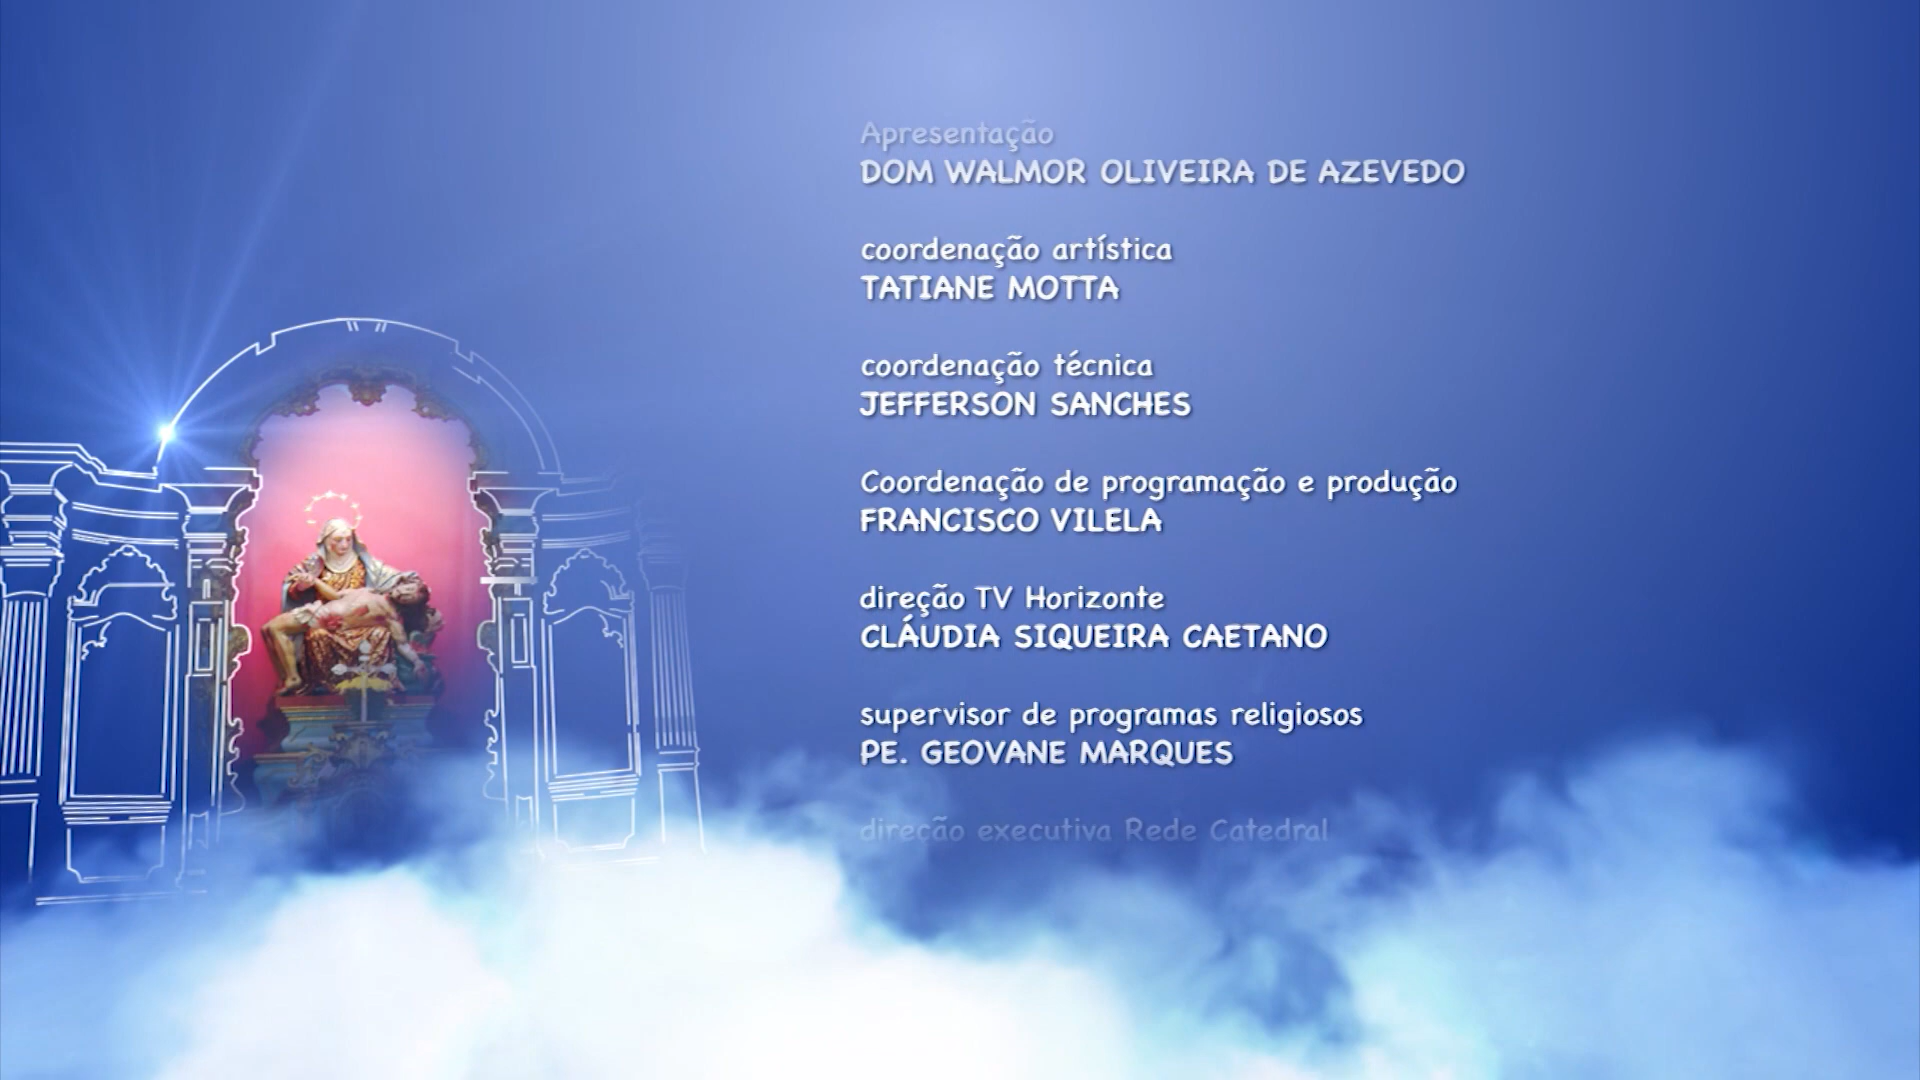 Apresentação
DOM WALMOR OLIVEIRA DE AZEVEDO
coordenação artística
TATIANE MOTTA
coordenação técnica
JEFFERSON SANCHES
Coordenação de programação e produção
FRANCISCO VILELA
direção TV Horizonte
CLÁUDIA SIQUEIRA CAETANO
supervisor de programas religiosos
PE. GEOVANE MARQUES
direção executiva Rede Catedral